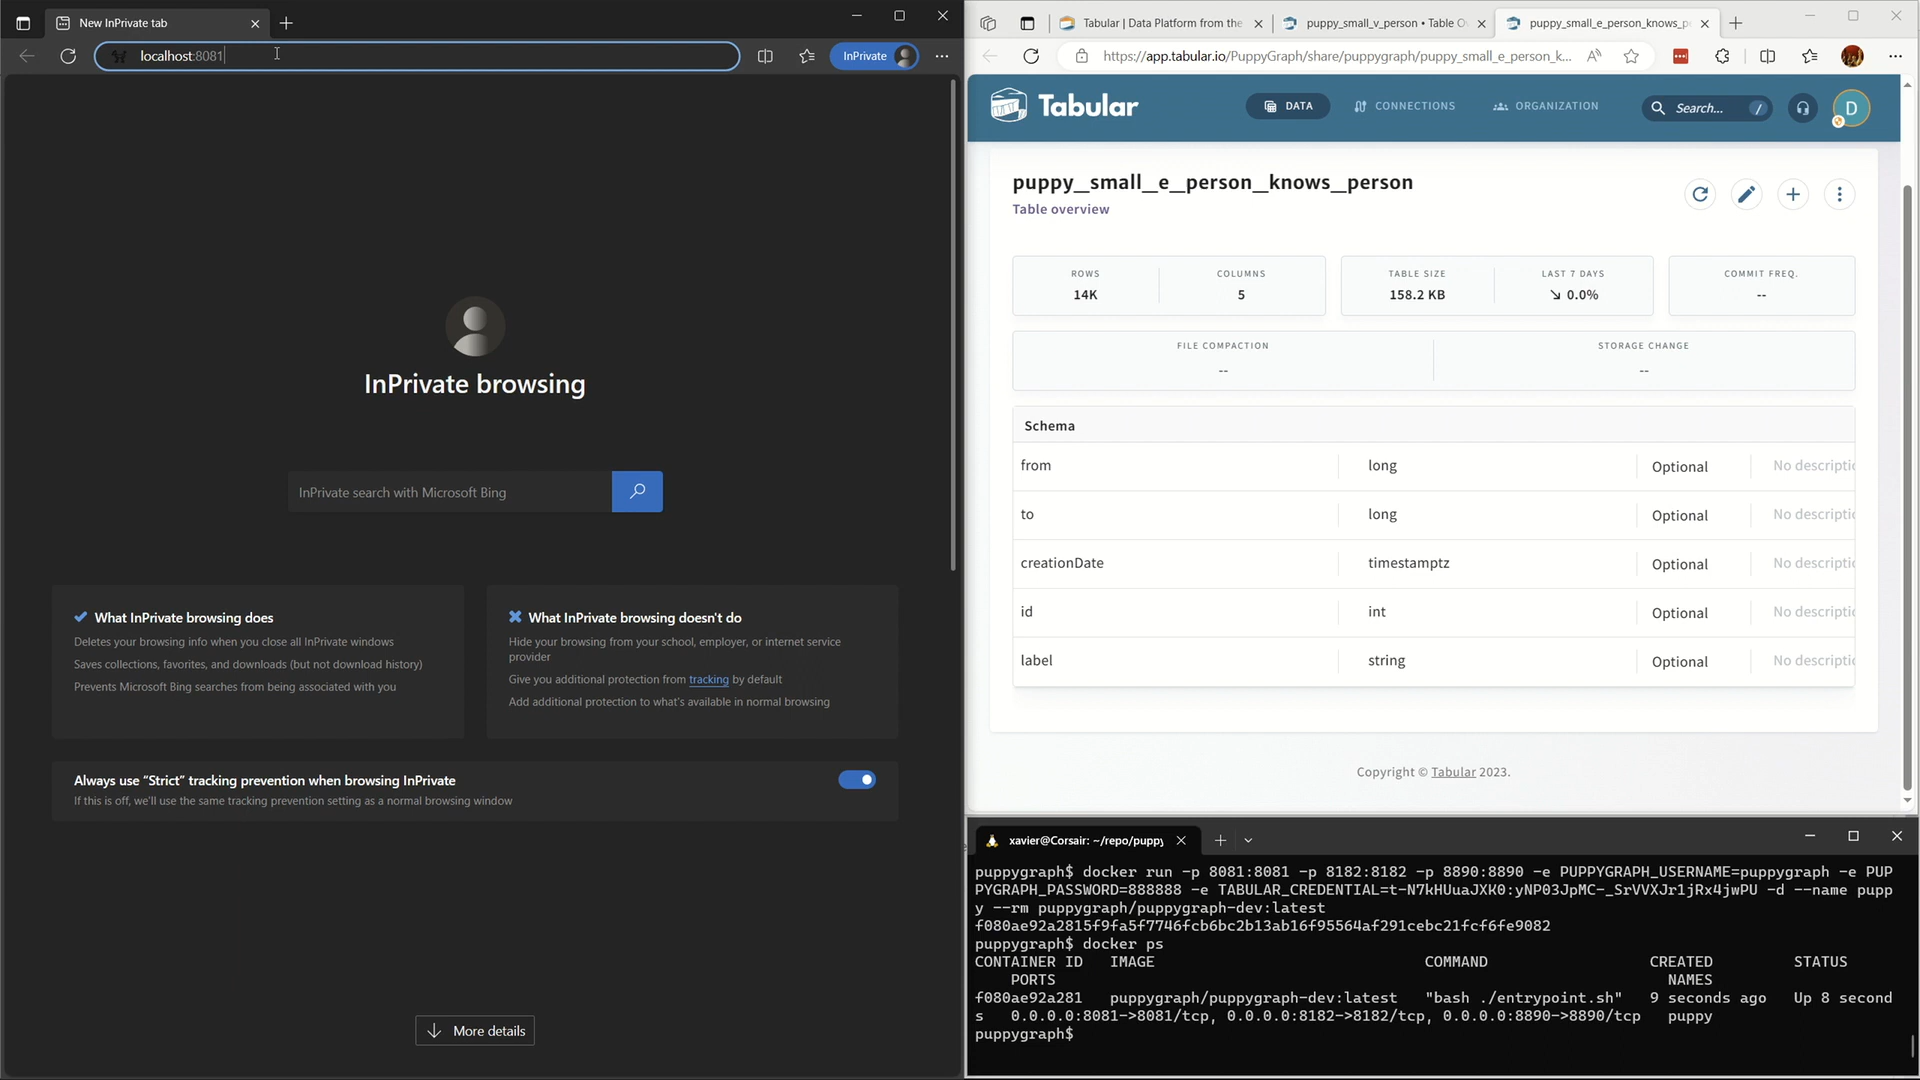 New InPrivate tab
localhost:8081
InPrivate
InPrivate browsing
InPrivate search with Microsoft Bing
What InPrivate browsing does
Deletes your browsing info when you close all InPrivate windows
Saves collections, favorites, and downloads (but not download history)
Prevents Microsoft Bing searches from being associated with you
What InPrivate browsing doesn't do
Hide your browsing from your school, employer, or internet service
provider
Give you additional protection from tracking by default
Add additional protection to what's available in normal browsing
Always use “Strict” tracking prevention when browsing InPrivate
If this is off, we'll use the same tracking prevention setting as a normal browsing window
More details
Tabular | Data Platform from the
puppy_small_v_person • Table O
puppy_small_e_person_knows_p
https://app.tabular.io/PuppyGraph/share/puppygraph/puppy_small_e_person_k...
Tabular
DATA
CONNECTIONS
ORGANIZATION
Search...
/
D
puppy_small_e_person_knows_person
Table overview
ROWS
14K
COLUMNS
5
TABLE SIZE
158.2 KB
LAST 7 DAYS
↘ 0.0%
COMMIT FREQ.
--
FILE COMPACTION
--
STORAGE CHANGE
--
Schema
from long Optional No descriptio
to long Optional No descriptio
creationDate timestamptz Optional No descriptio
id int Optional No descriptio
label string Optional No descriptio
Copyright © Tabular 2023.
xavier@Corsair: ~/repo/puppy
puppygraph$ docker run -p 8081:8081 -p 8182:8182 -p 8890:8890 -e PUPPYGRAPH_USERNAME=puppygraph -e PUP
PYGRAPH_PASSWORD=888888 -e TABULAR_CREDENTIAL=t-N7kHUuaJXK0:yNP03JpMC-_SrVVXJr1jRx4jwPU -d --name pupp
y --rm puppygraph/puppygraph-dev:latest
f080ae92a2815f9fa5f7746fcb6bc2b13ab16f95564af291cebc21fcf6fe9082
puppygraph$ docker ps
CONTAINER ID IMAGE COMMAND CREATED STATUS
PORTS NAMES
f080ae92a281 puppygraph/puppygraph-dev:latest "bash ./entrypoint.sh" 9 seconds ago Up 8 second
s 0.0.0.0:8081->8081/tcp, 0.0.0.0:8182->8182/tcp, 0.0.0.0:8890->8890/tcp puppy
puppygraph$